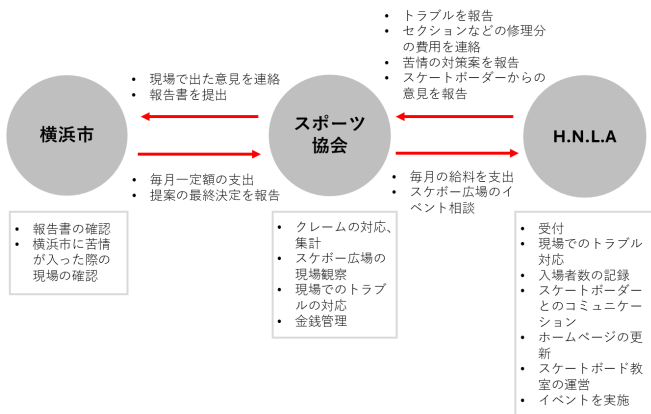 • トラブルを報告
• セクションなどの修理分
の費用を連絡
• 苦情の対策案を報告
• スケートボーダーからの
意見を報告
• 現場で出た意見を連絡
• 報告書を提出
横浜市
スポーツ
協会
H.N.L.A
• 毎月一定額の支出
• 提案の最終決定を報告
• 毎月の給料を支出
• スケボー広場のイ
ベント相談
• 報告書の確認
• 横浜市に苦情
が入った際の
現場の確認
• クレームの対応、
集計
• スケボー広場の
現場観察
• 現場でのトラブ
ルの対応
• 金銭管理
• 受付
• 現場でのトラブル
対応
• 入場者数の記録
• スケートボーダー
とのコミュニケー
ション
• ホームページの更
新
• スケートボード教
室の運営
• イベントを実施